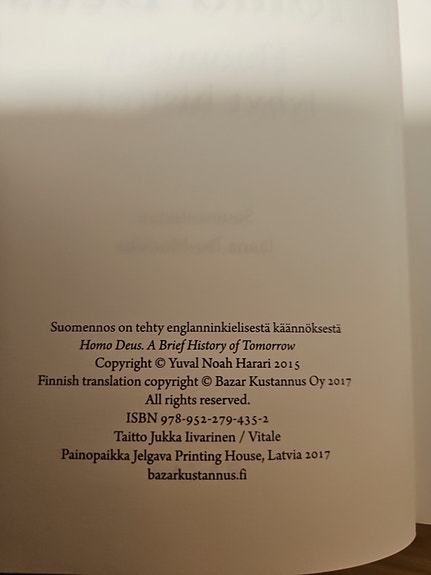 Suomennos on tehty englanninkielisestä käännöksestä
Homo Deus. A Brief History of Tomorrow
Copyright © Yuval Noah Harari 2015
Finnish translation copyright © Bazar Kustannus Oy 2017
All rights reserved.
ISBN 978-952-279-435-2
Taitto Jukka Iivarinen / Vitale
Painopaikka Jelgava Printing House, Latvia 2017
bazarkustannus.fi